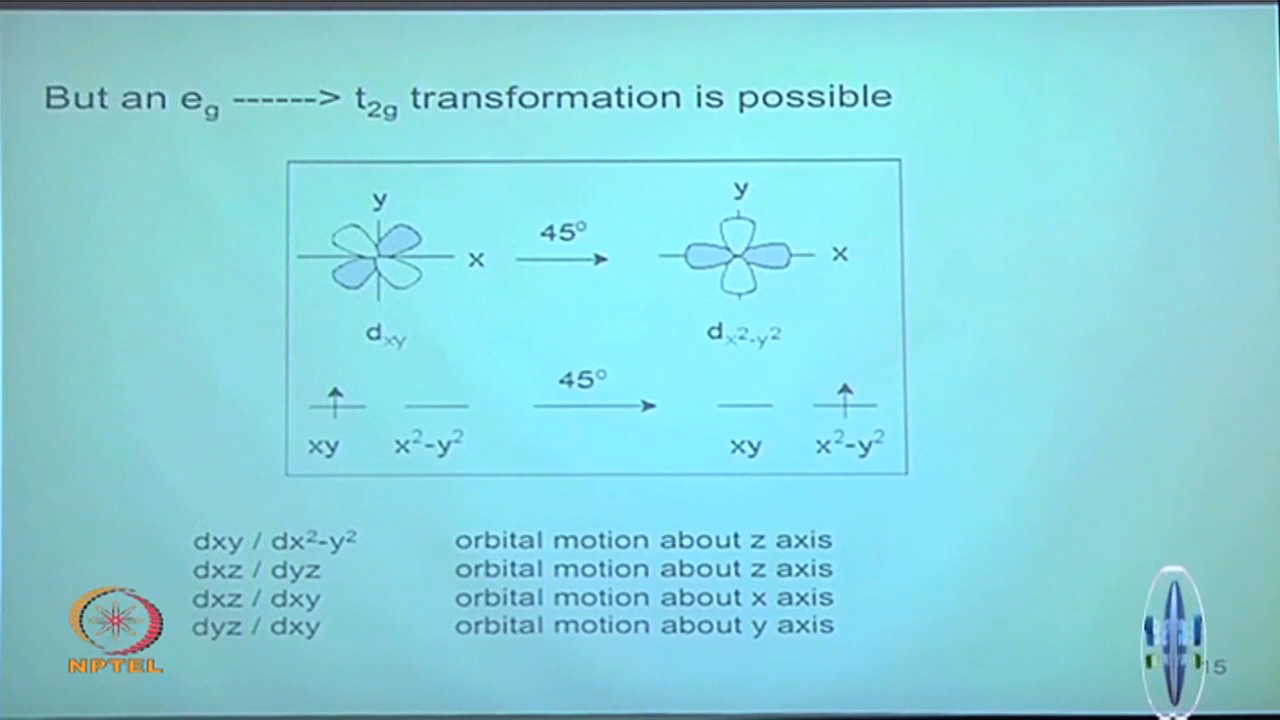 But an eg ------> t2g transformation is possible
y
y
45°
x
x
dxy
dx²-y²
45°
xy x²-y²
xy x²-y²
dxy / dx²-y² orbital motion about z axis
dxz / dyz orbital motion about z axis
dxz / dxy orbital motion about x axis
dyz / dxy orbital motion about y axis
NPTEL
15